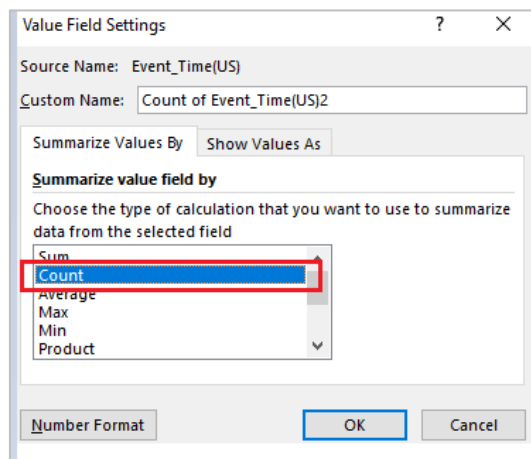 Value Field Settings ? ×
Source Name: Event_Time(US)
Custom Name: Count of Event_Time(US)2
Summarize Values By Show Values As
Summarize value field by
Choose the type of calculation that you want to use to summarize
data from the selected field
Sum
Count
Average
Max
Min
Product
Number Format OK Cancel